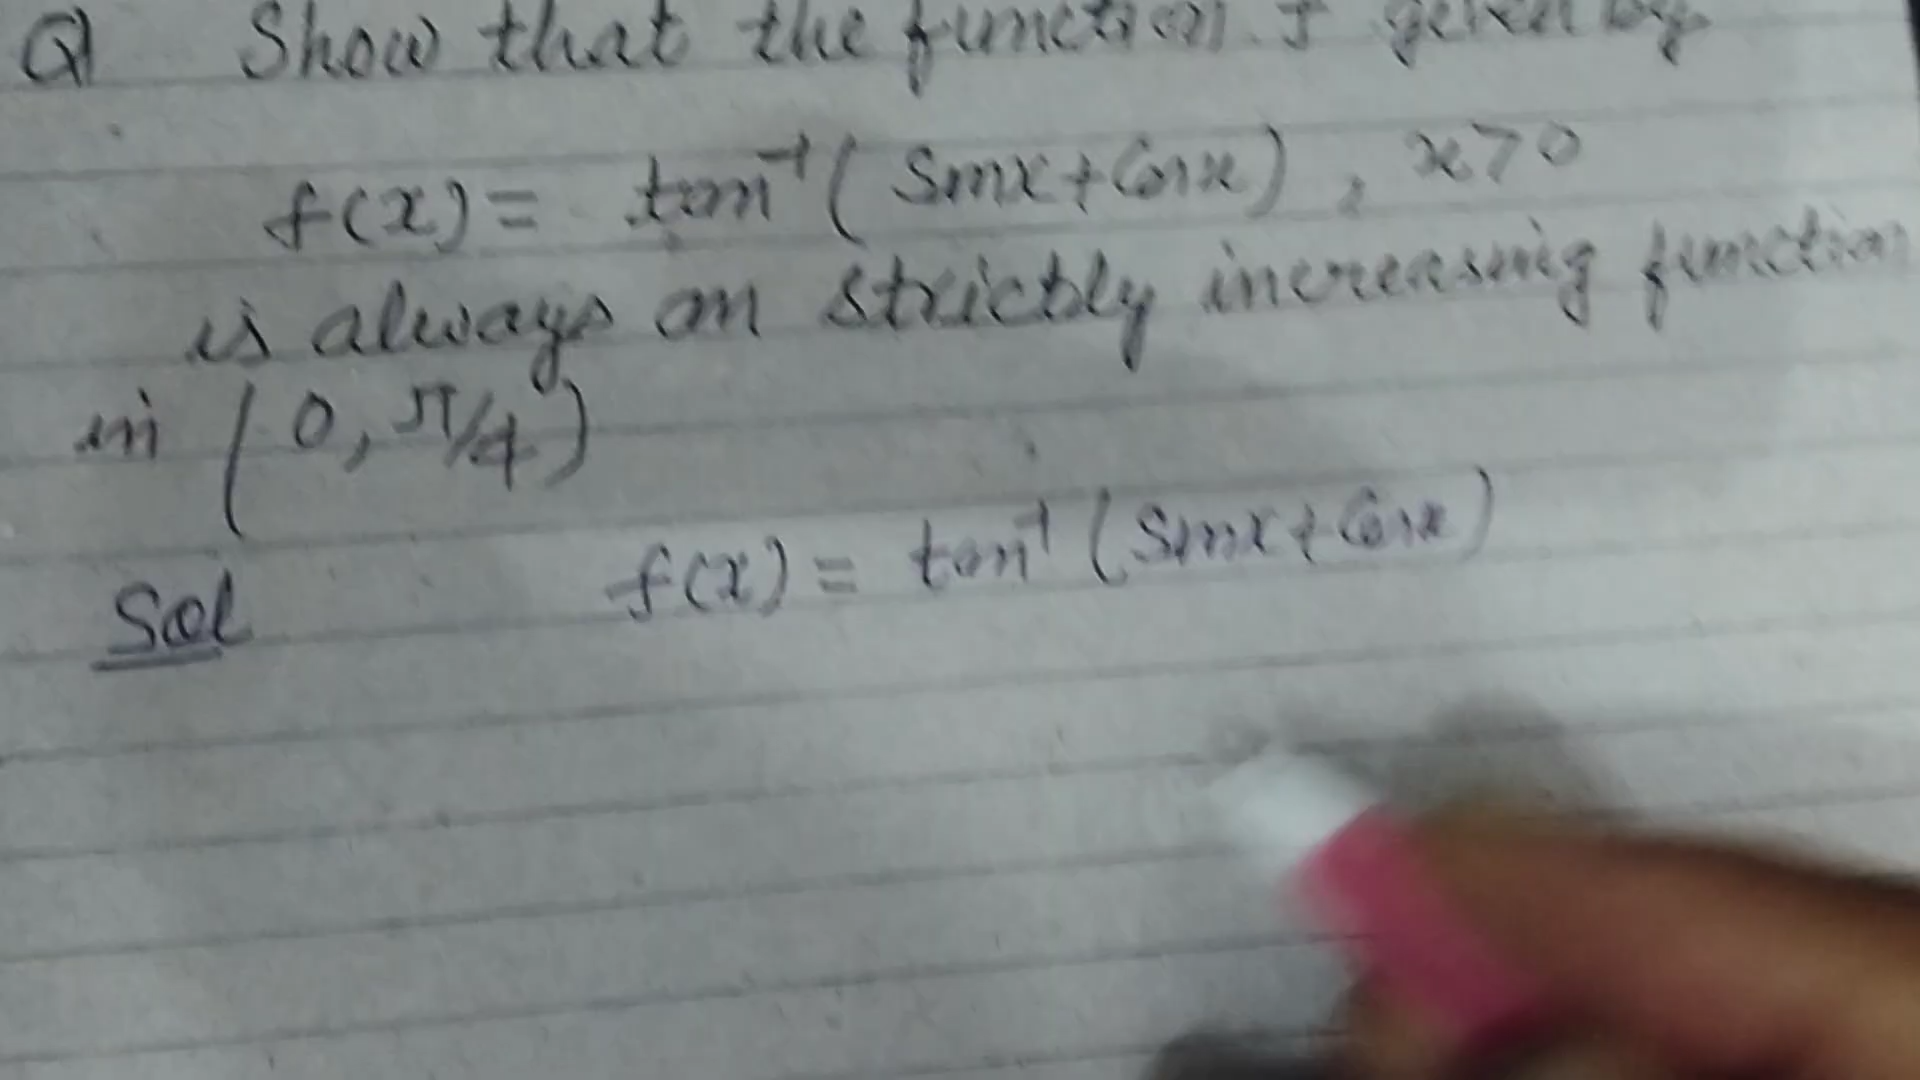 Q Show that the function f given by
f(x) = tan⁻¹ ( Sinx + Cosx ) , x > 0
is always an strictly increasing function
in ( 0, π/4 )
Sol f(x) = tan⁻¹ ( Sinx + Cosx )